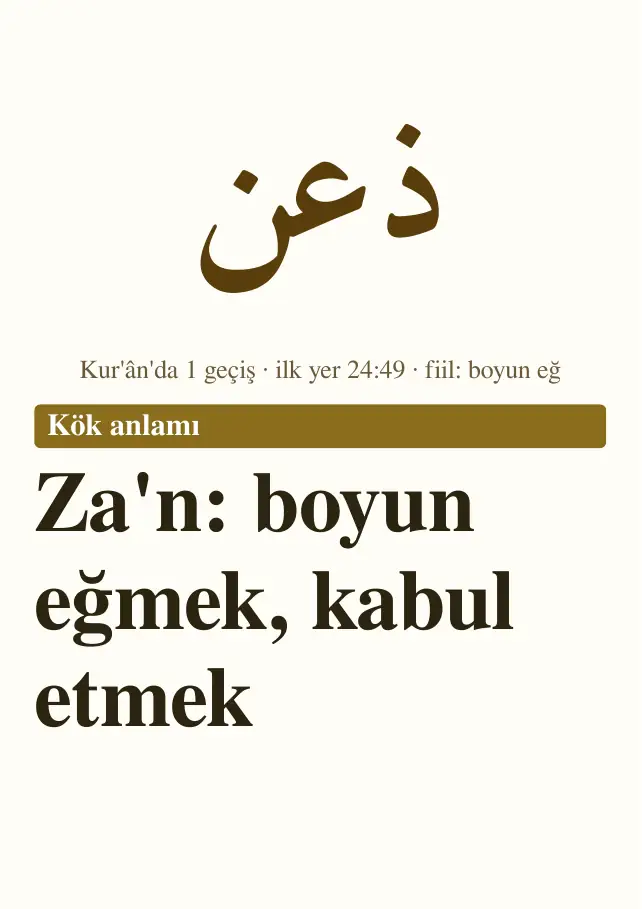 ذعن
Kur'ân'da 1 geçiş · ilk yer 24:49 · fiil: boyun eğ
Kök anlamı
Za'n: boyun
eğmek, kabul
etmek